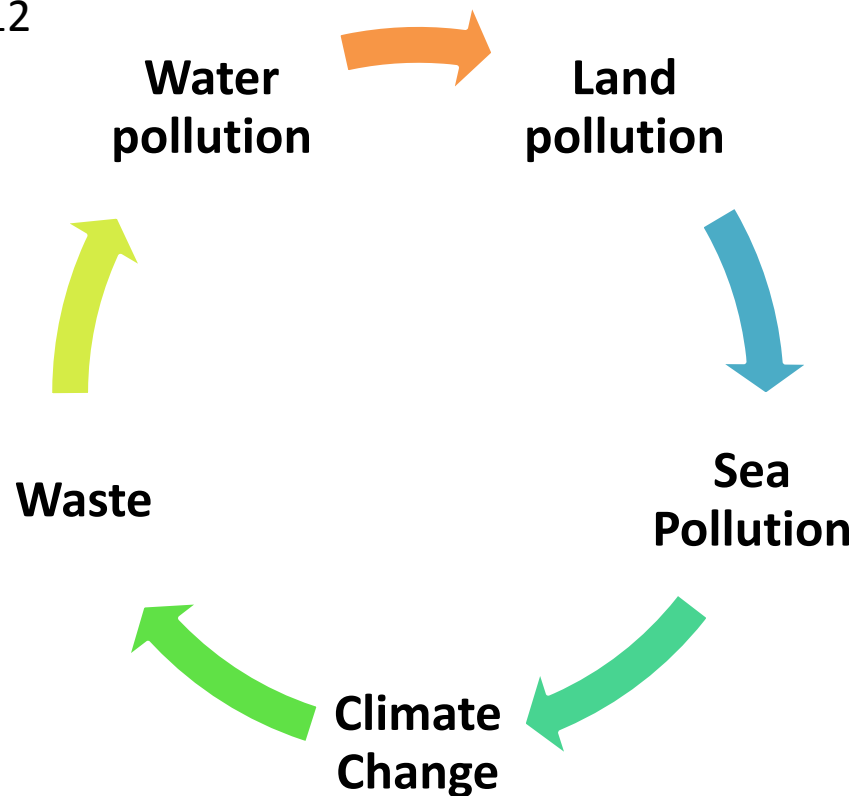 Water
pollution
Land
pollution
Sea
Pollution
Climate
Change
Waste